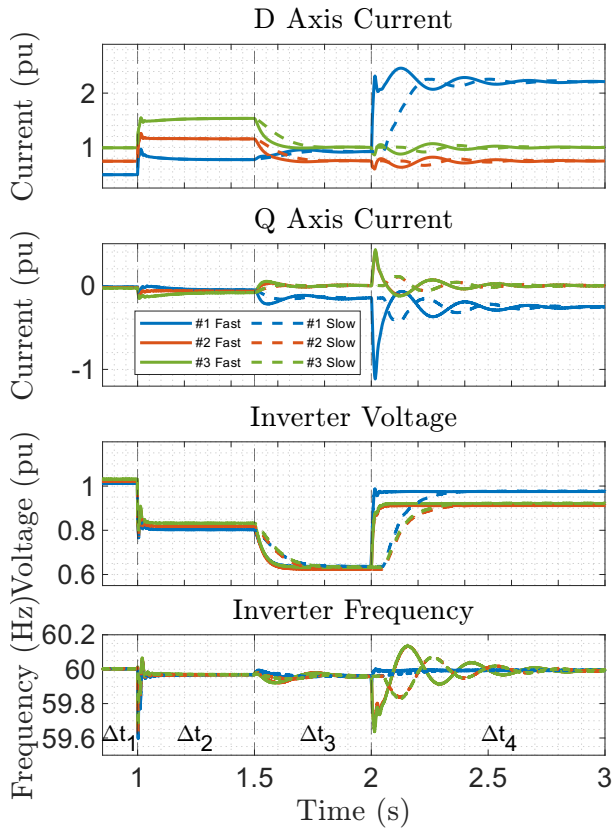 D Axis Current
Current (pu)
2
1
Q Axis Current
Current (pu)
0
-1
#1 Fast #1 Slow
#2 Fast #2 Slow
#3 Fast #3 Slow
Inverter Voltage
Voltage (pu)
1
0.8
0.6
Inverter Frequency
Frequency (Hz)
60.2
60
59.8
59.6
Δt1 Δt2 Δt3 Δt4
1 1.5 2 2.5 3
Time (s)